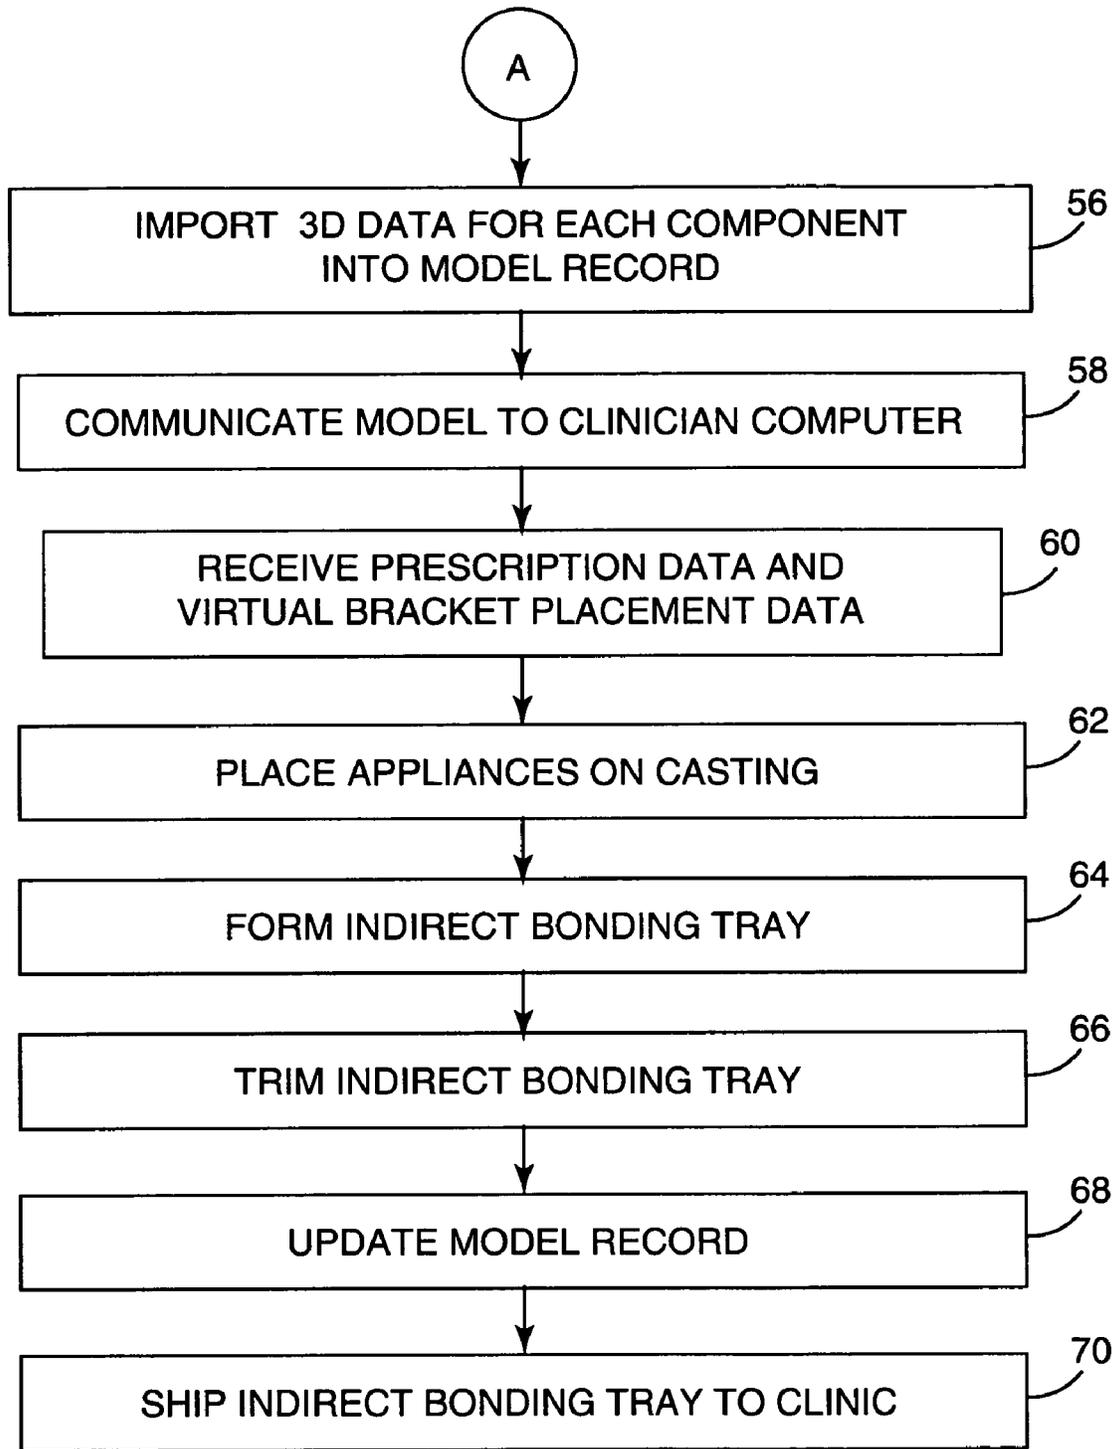 A
56
IMPORT 3D DATA FOR EACH COMPONENT
INTO MODEL RECORD
58
COMMUNICATE MODEL TO CLINICIAN COMPUTER
60
RECEIVE PRESCRIPTION DATA AND
VIRTUAL BRACKET PLACEMENT DATA
62
PLACE APPLIANCES ON CASTING
64
FORM INDIRECT BONDING TRAY
66
TRIM INDIRECT BONDING TRAY
68
UPDATE MODEL RECORD
70
SHIP INDIRECT BONDING TRAY TO CLINIC